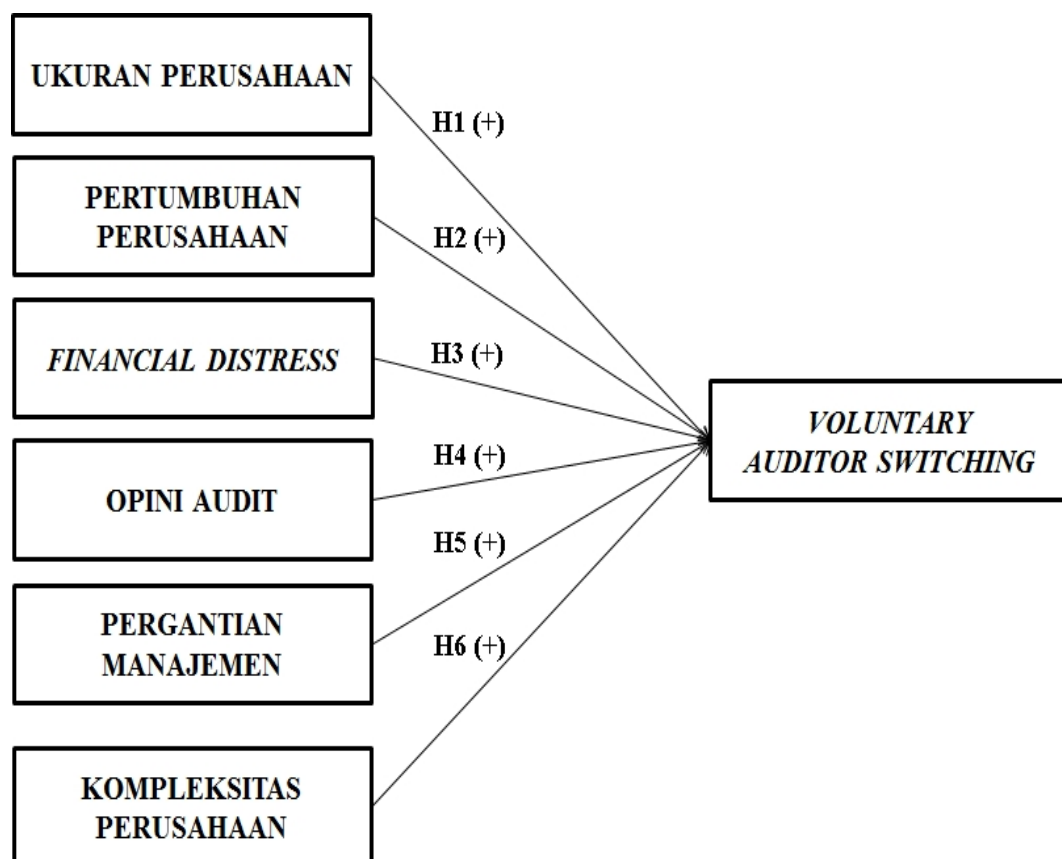 UKURAN PERUSAHAAN
H1 (+)
PERTUMBUHAN
PERUSAHAAN
H2 (+)
FINANCIAL DISTRESS
H3 (+)
VOLUNTARY
AUDITOR SWITCHING
OPINI AUDIT
H4 (+)
PERGANTIAN
MANAJEMEN
H5 (+)
KOMPLEKSITAS
PERUSAHAAN
H6 (+)